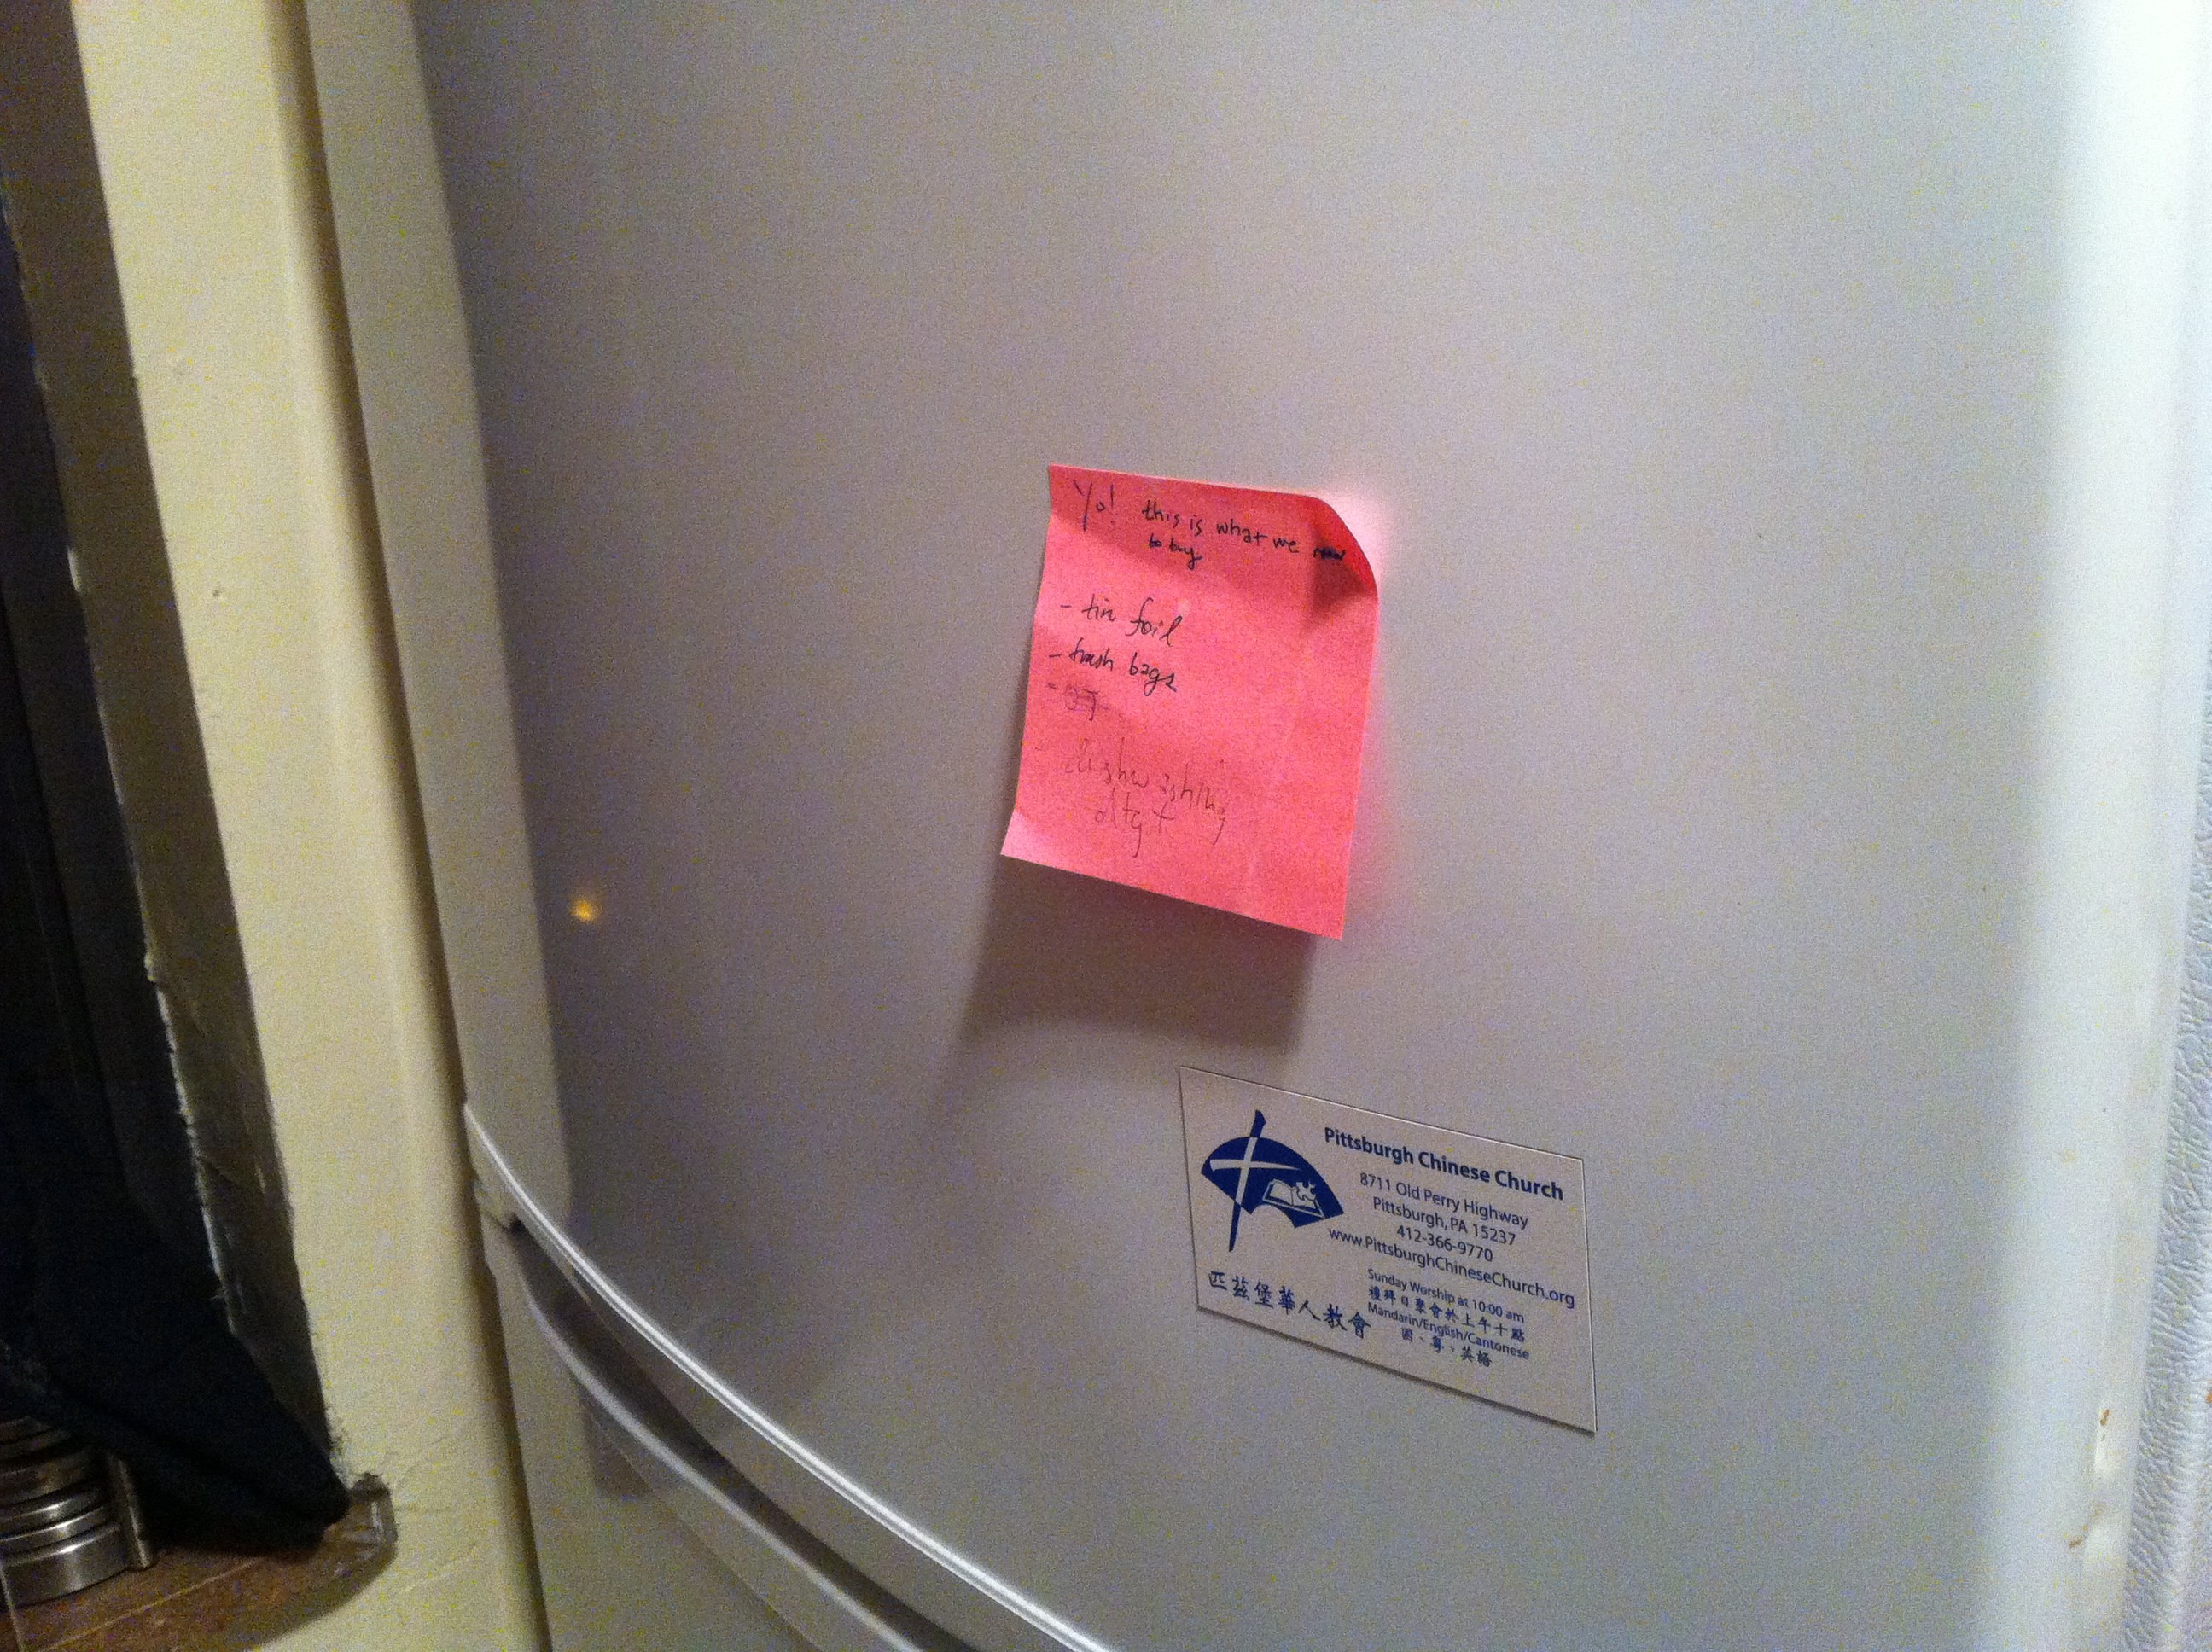 Yo! this is what we need
to buy
- tin foil
- trash bags
-
dishwashing
Pittsburgh Chinese Church
8711 Old Perry Highway
Pittsburgh, PA 15237
412-366-9770
www.PittsburghChineseChurch.org
Sunday Worship at 10:00 am
禮拜日聚會於上午十點
Mandarin/English/Cantonese
國、粵、英語
匹茲堡華人教會